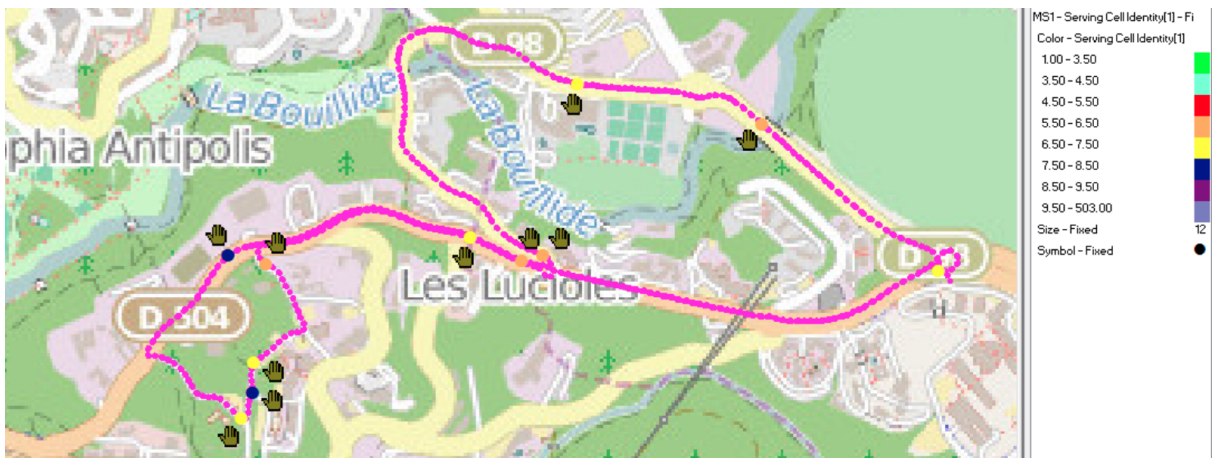 D 98
La Bouillide
La Bouillide
phia Antipolis
Les Lucioles
D 504
MS1 - Serving Cell Identity[1] - Fi
Color - Serving Cell Identity[1]
1.00 - 3.50
3.50 - 4.50
4.50 - 5.50
5.50 - 6.50
6.50 - 7.50
7.50 - 8.50
8.50 - 9.50
9.50 - 503.00
Size - Fixed 12
Symbol - Fixed